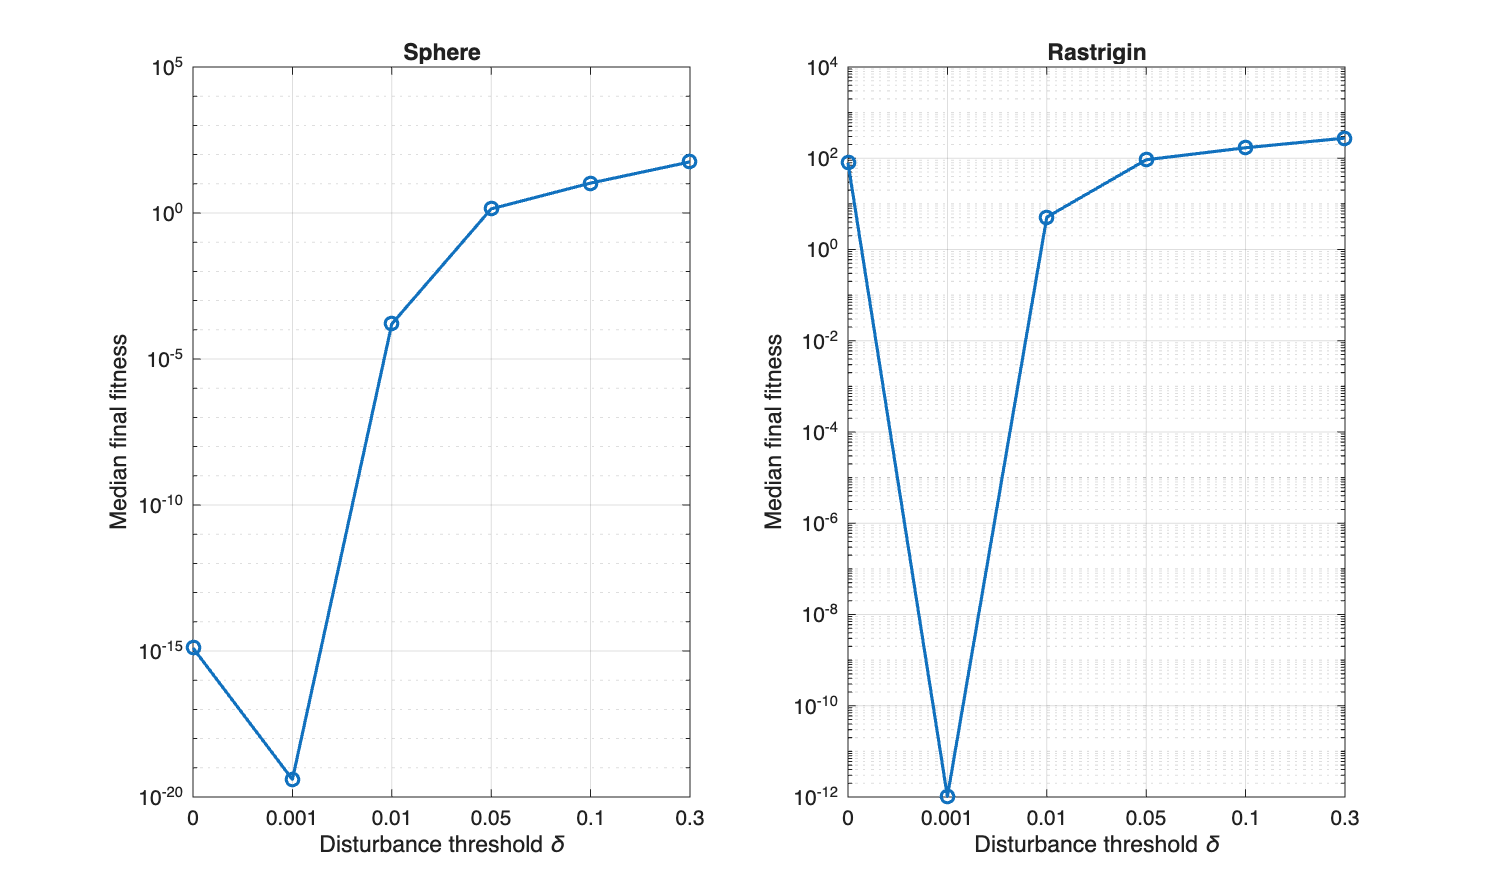 Sphere
10^5
10^0
10^-5
10^-10
10^-15
10^-20
Median final fitness
0 0.001 0.01 0.05 0.1 0.3
Disturbance threshold δ
Rastrigin
10^4
10^2
10^0
10^-2
10^-4
10^-6
10^-8
10^-10
10^-12
Median final fitness
0 0.001 0.01 0.05 0.1 0.3
Disturbance threshold δ